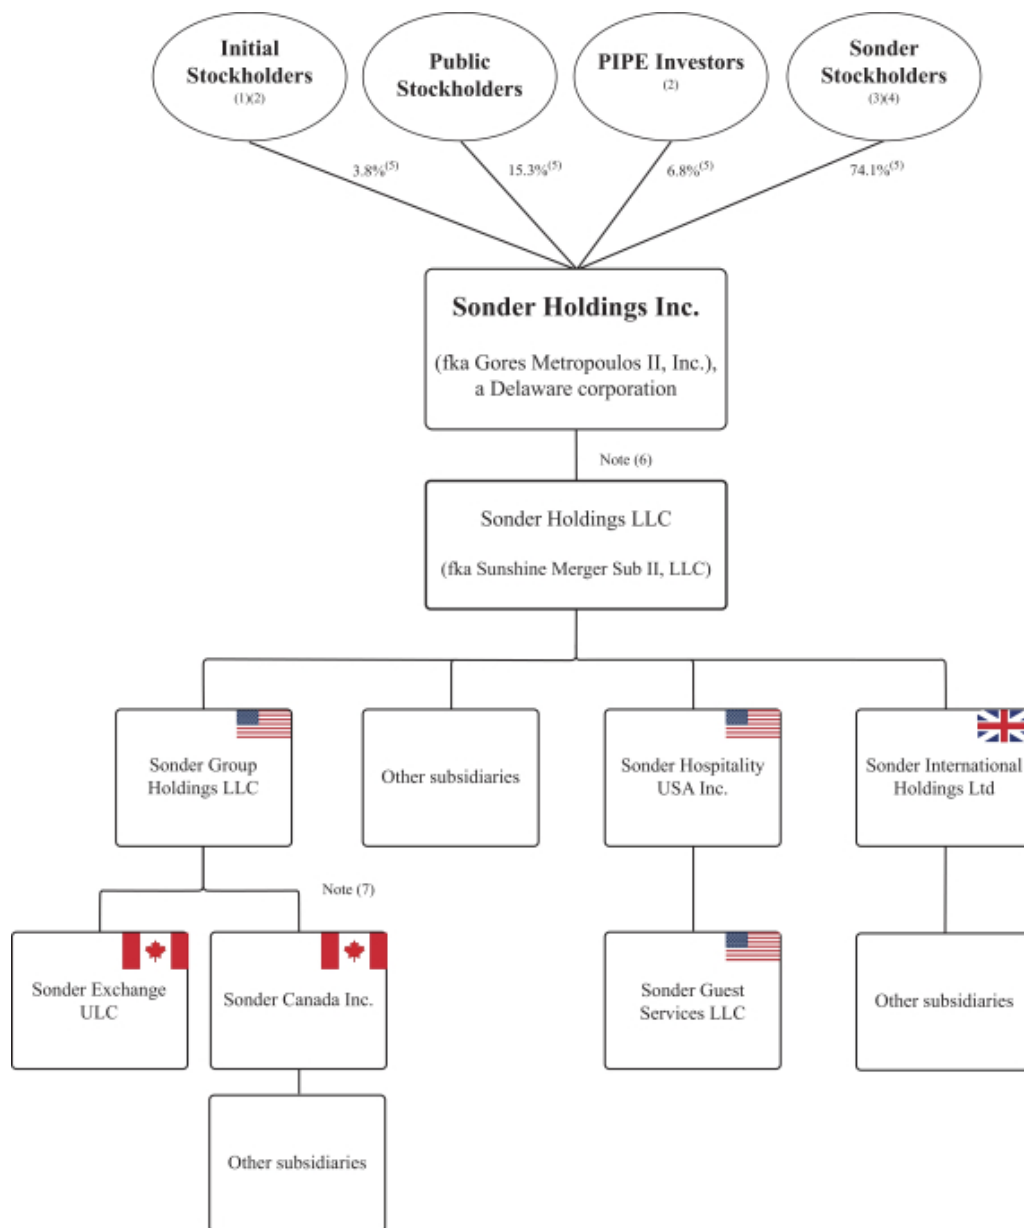 Initial
Stockholders
(1)(2)
Public
Stockholders
PIPE Investors
(2)
Sonder
Stockholders
(3)(4)
3.8%(5)
15.3%(5)
6.8%(5)
74.1%(5)
Sonder Holdings Inc.
(fka Gores Metropoulos II, Inc.),
a Delaware corporation
Note (6)
Sonder Holdings LLC
(fka Sunshine Merger Sub II, LLC)
Sonder Group
Holdings LLC
Other subsidiaries
Sonder Hospitality
USA Inc.
Sonder International
Holdings Ltd
Note (7)
Sonder Exchange
ULC
Sonder Canada Inc.
Sonder Guest
Services LLC
Other subsidiaries
Other subsidiaries